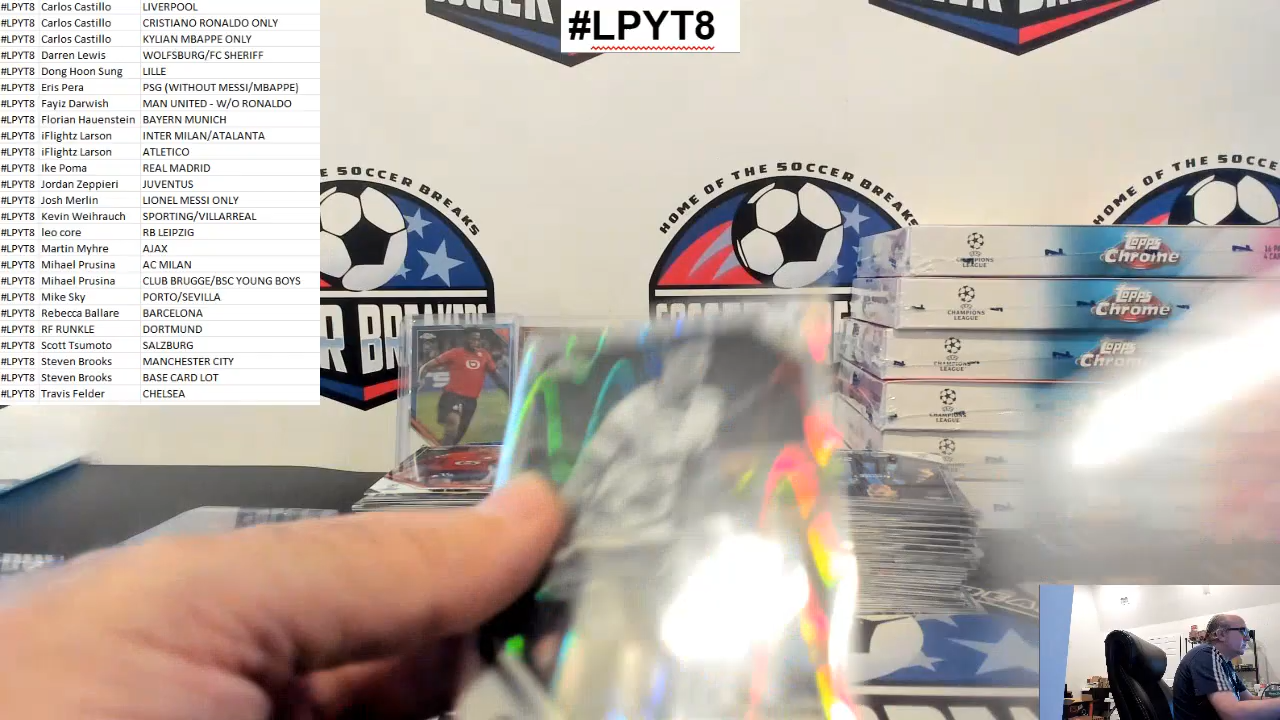 #LPYT8 Carlos Castillo LIVERPOOL
#LPYT8 Carlos Castillo CRISTIANO RONALDO ONLY
#LPYT8 Carlos Castillo KYLIAN MBAPPE ONLY
#LPYT8 Darren Lewis WOLFSBURG/FC SHERIFF
#LPYT8 Dong Hoon Sung LILLE
#LPYT8 Eris Pera PSG (WITHOUT MESSI/MBAPPE)
#LPYT8 Fayiz Darwish MAN UNITED - W/O RONALDO
#LPYT8 Florian Hauenstein BAYERN MUNICH
#LPYT8 iFlightz Larson INTER MILAN/ATALANTA
#LPYT8 iFlightz Larson ATLETICO
#LPYT8 Ike Poma REAL MADRID
#LPYT8 Jordan Zeppieri JUVENTUS
#LPYT8 Josh Merlin LIONEL MESSI ONLY
#LPYT8 Kevin Weihrauch SPORTING/VILLARREAL
#LPYT8 leo core RB LEIPZIG
#LPYT8 Martin Myhre AJAX
#LPYT8 Mihael Prusina AC MILAN
#LPYT8 Mihael Prusina CLUB BRUGGE/BSC YOUNG BOYS
#LPYT8 Mike Sky PORTO/SEVILLA
#LPYT8 Rebecca Ballare BARCELONA
#LPYT8 RF RUNKLE DORTMUND
#LPYT8 Scott Tsumoto SALZBURG
#LPYT8 Steven Brooks MANCHESTER CITY
#LPYT8 Steven Brooks BASE CARD LOT
#LPYT8 Travis Felder CHELSEA
#LPYT8
SOCCER
E SOCCER BREAKS
HOME OF THE SOCCER BREAKS
HOME OF THE SOCCE
R BREAKERS
CHAMPIONS LEAGUE Topps Chrome
CHAMPIONS LEAGUE Topps Chrome
CHAMPIONS LEAGUE Topps Chrome
CHAMPIONS LEAGUE